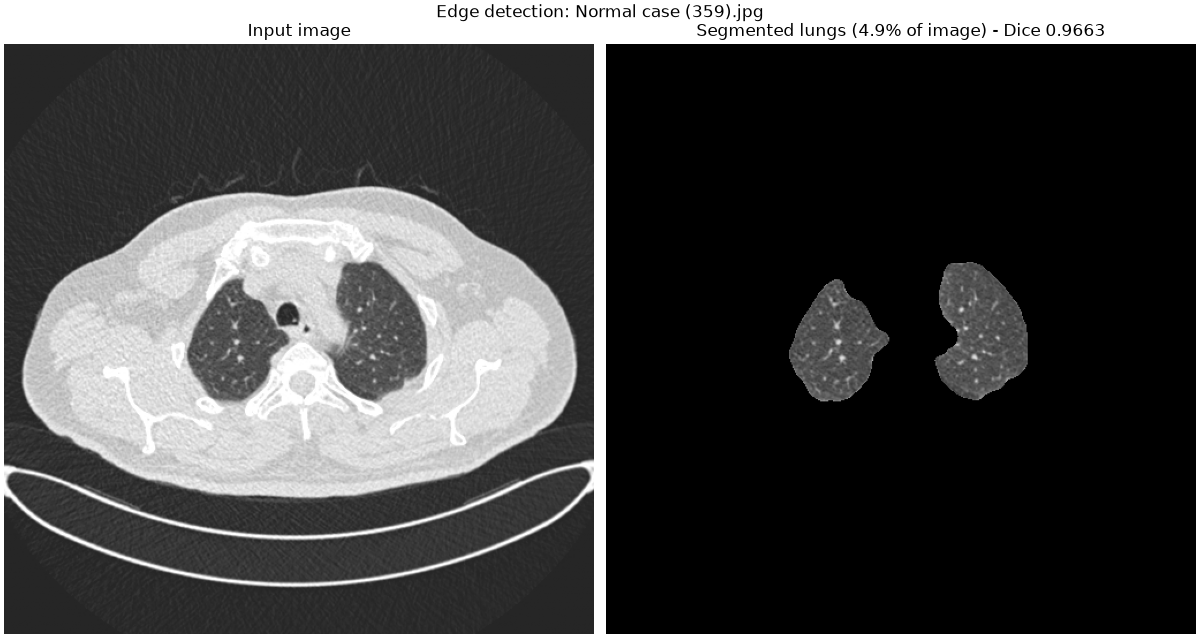 Edge detection: Normal case (359).jpg
Input image
Segmented lungs (4.9% of image) - Dice 0.9663